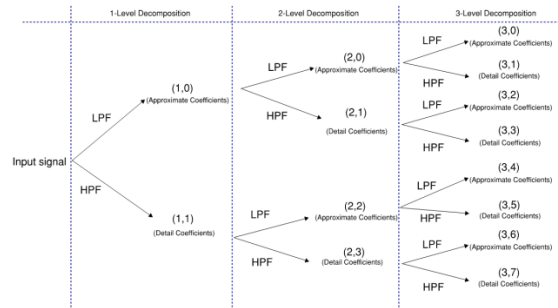 1-Level Decomposition
2-Level Decomposition
3-Level Decomposition
Input signal
LPF
HPF
(1,0)
(Approximate Coefficients)
(1,1)
(Detail Coefficients)
LPF
HPF
(2,0)
(Approximate Coefficients)
(2,1)
(Detail Coefficients)
LPF
HPF
(2,2)
(Approximate Coefficients)
(2,3)
(Detail Coefficients)
LPF
HPF
(3,0)
(Approximate Coefficients)
(3,1)
(Detail Coefficients)
LPF
HPF
(3,2)
(Approximate Coefficients)
(3,3)
(Detail Coefficients)
LPF
HPF
(3,4)
(Approximate Coefficients)
(3,5)
(Detail Coefficients)
LPF
HPF
(3,6)
(Approximate Coefficients)
(3,7)
(Detail Coefficients)